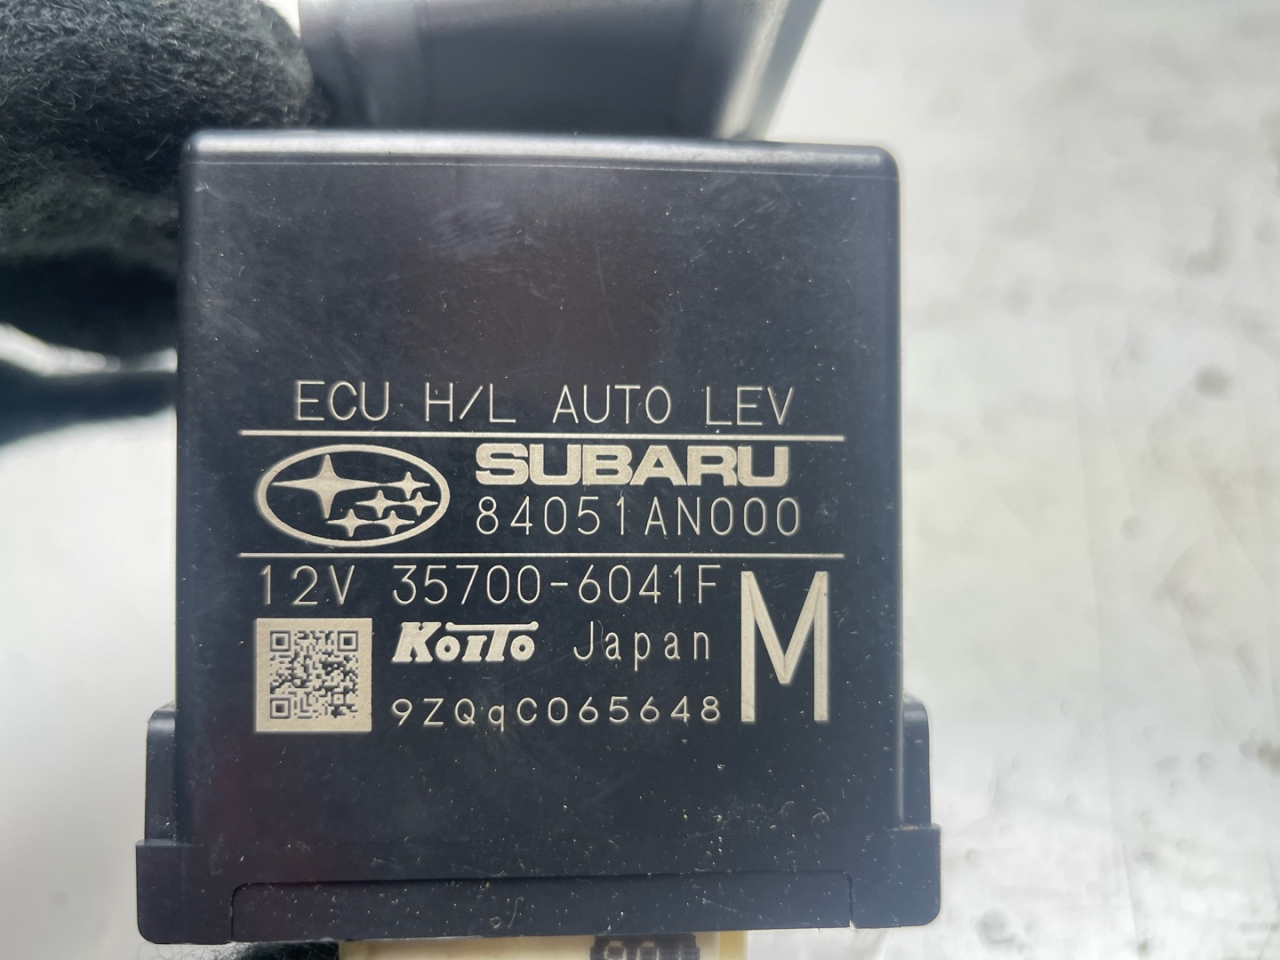 ECU H/L AUTO LEV
SUBARU
84051AN000
12V 35700-6041F
KOITO Japan
M
9ZQqC065648